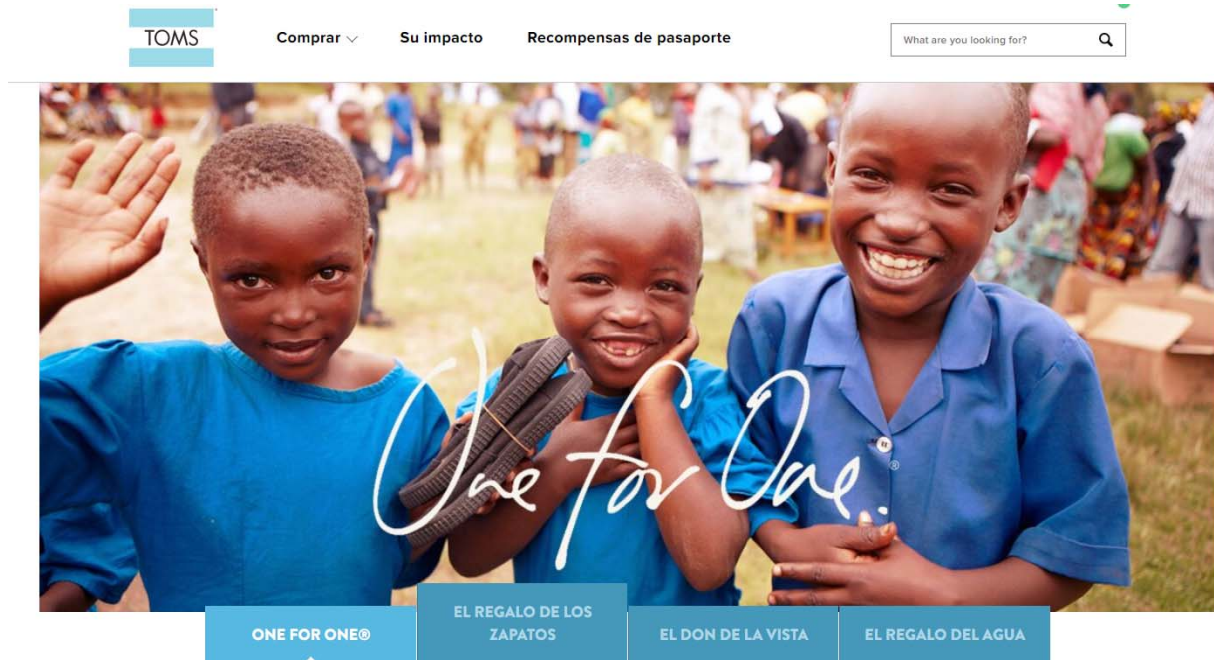 TOMS
Comprar
Su impacto
Recompensas de pasaporte
What are you looking for?
One for One.®
ONE FOR ONE®
EL REGALO DE LOS
ZAPATOS
EL DON DE LA VISTA
EL REGALO DEL AGUA